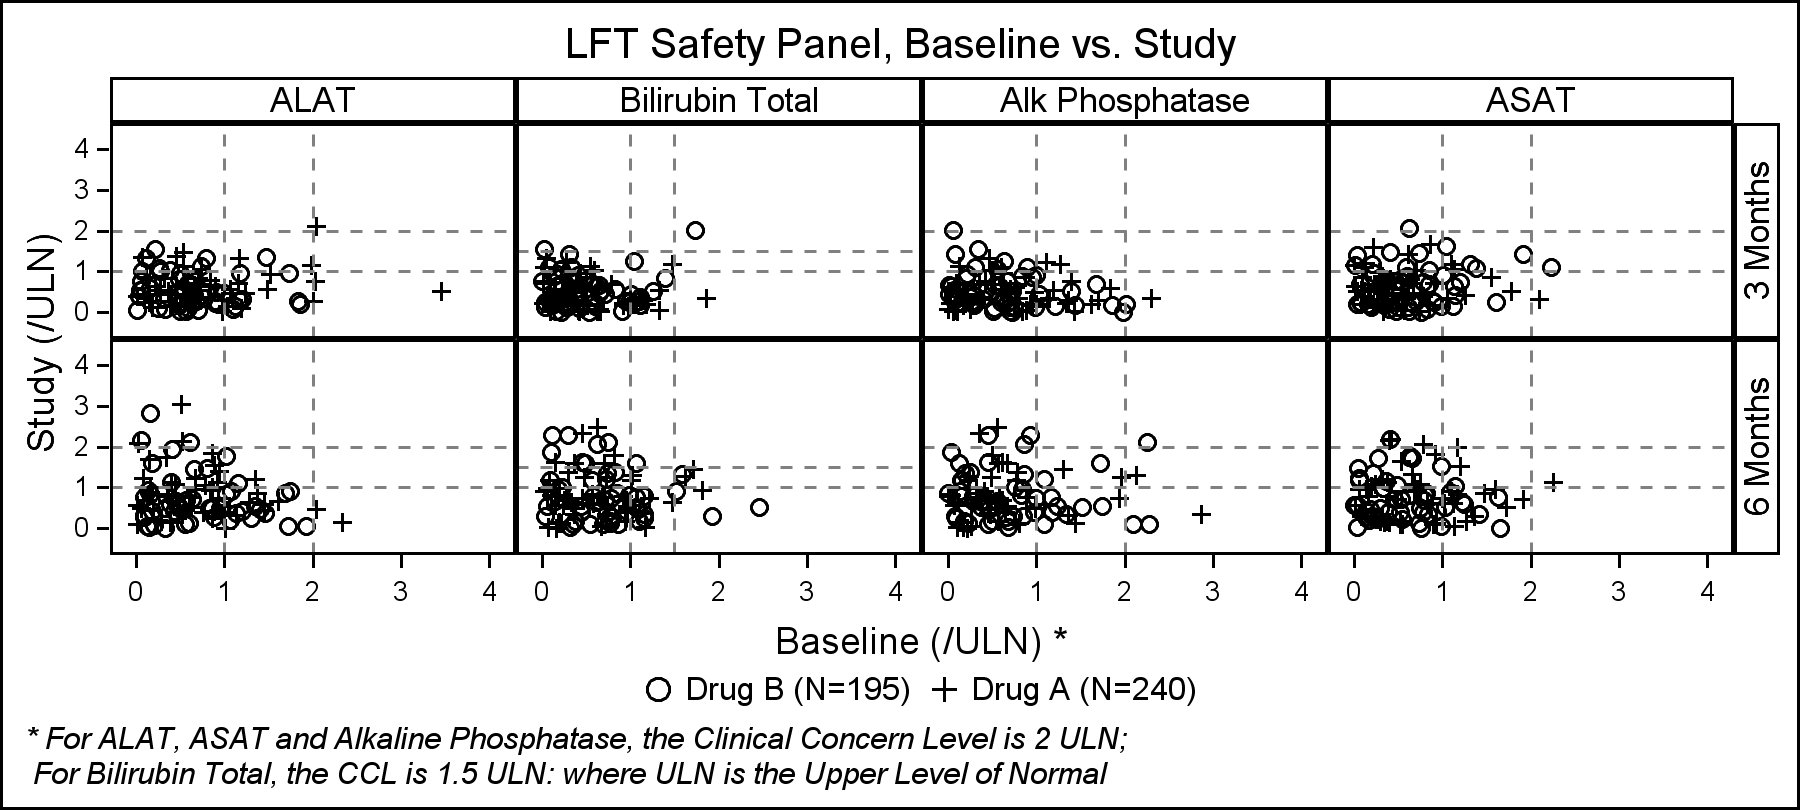 LFT Safety Panel, Baseline vs. Study
ALAT
Bilirubin Total
Alk Phosphatase
ASAT
Study (/ULN)
4
3
2
1
0
3 Months
4
3
2
1
0
6 Months
0 1 2 3 4
0 1 2 3 4
0 1 2 3 4
0 1 2 3 4
Baseline (/ULN) *
Drug B (N=195) Drug A (N=240)
* For ALAT, ASAT and Alkaline Phosphatase, the Clinical Concern Level is 2 ULN;
For Bilirubin Total, the CCL is 1.5 ULN: where ULN is the Upper Level of Normal